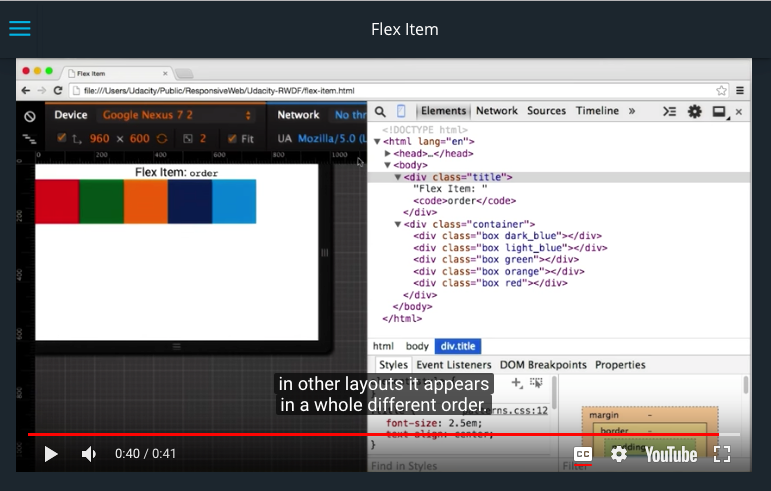 Flex Item
Flex Item
file:///Users/Udacity/Public/ResponsiveWeb/Udacity-RWDF/flex-item.html
Device Google Nexus 7 2 Network No thr
960 × 600 2 Fit UA Mozilla/5.0 (L
0 200 400 600 800 1000
Flex Item: order
200
400
600
800
Elements Network Sources Timeline »
<!DOCTYPE html>
<html lang="en">
<head>…</head>
<body>
<div class="title">
"Flex Item: "
<code>order</code>
</div>
<div class="container">
<div class="box dark_blue"></div>
<div class="box light_blue"></div>
<div class="box green"></div>
<div class="box orange"></div>
<div class="box red"></div>
</div>
</body>
</html>
html body div.title
Styles Event Listeners DOM Breakpoints Properties
in other layouts it appears
in a whole different order.
rns.css:12
font-size: 2.5em;
text-align: center;
}
margin -
border -
Find in Styles
Filter
0:40 / 0:41
CC
YouTube